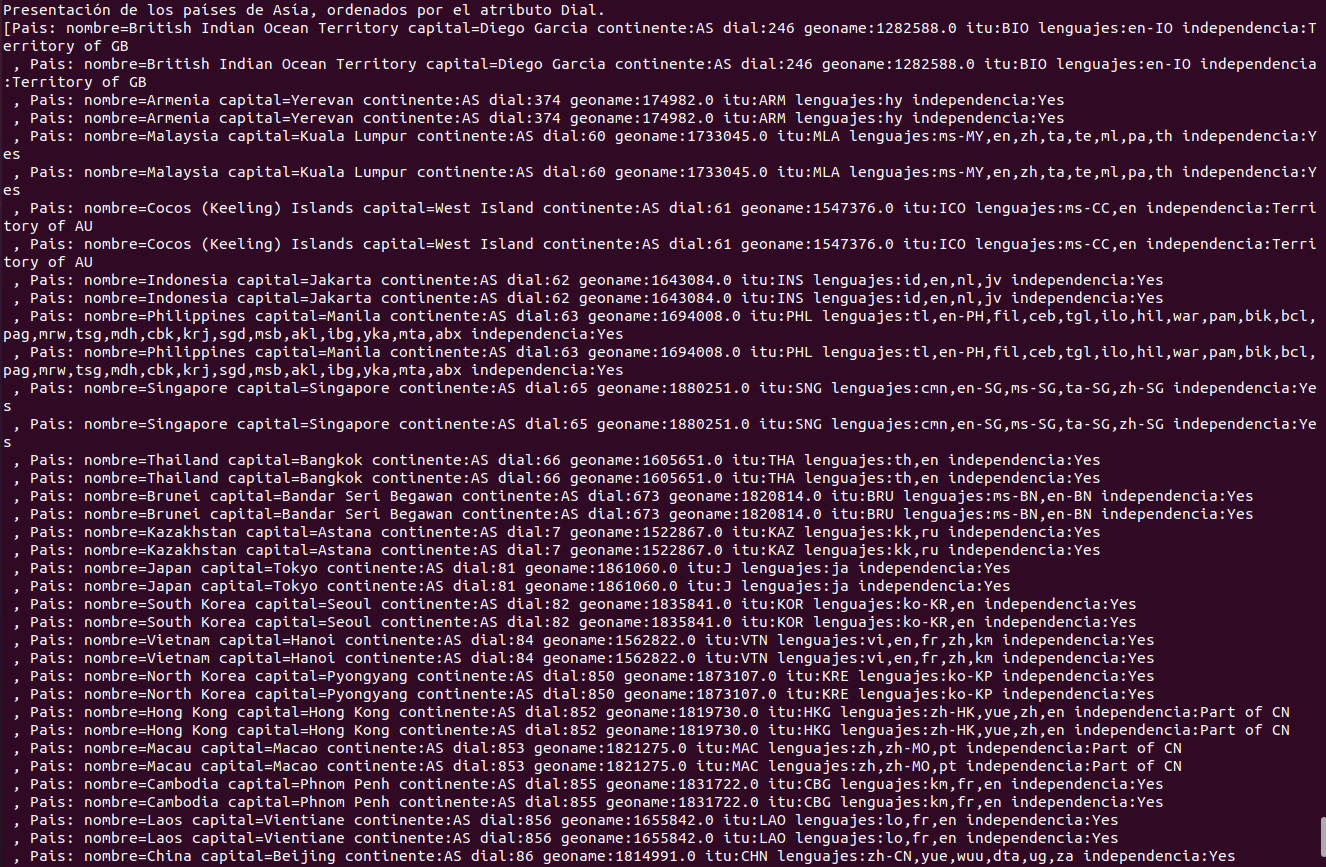 Presentación de los países de Asía, ordenados por el atributo Dial.
[Pais: nombre=British Indian Ocean Territory capital=Diego Garcia continente:AS dial:246 geoname:1282588.0 itu:BIO lenguajes:en-IO independencia:T
erritory of GB
 , Pais: nombre=British Indian Ocean Territory capital=Diego Garcia continente:AS dial:246 geoname:1282588.0 itu:BIO lenguajes:en-IO independencia
:Territory of GB
 , Pais: nombre=Armenia capital=Yerevan continente:AS dial:374 geoname:174982.0 itu:ARM lenguajes:hy independencia:Yes
 , Pais: nombre=Armenia capital=Yerevan continente:AS dial:374 geoname:174982.0 itu:ARM lenguajes:hy independencia:Yes
 , Pais: nombre=Malaysia capital=Kuala Lumpur continente:AS dial:60 geoname:1733045.0 itu:MLA lenguajes:ms-MY,en,zh,ta,te,ml,pa,th independencia:Y
es
 , Pais: nombre=Malaysia capital=Kuala Lumpur continente:AS dial:60 geoname:1733045.0 itu:MLA lenguajes:ms-MY,en,zh,ta,te,ml,pa,th independencia:Y
es
 , Pais: nombre=Cocos (Keeling) Islands capital=West Island continente:AS dial:61 geoname:1547376.0 itu:ICO lenguajes:ms-CC,en independencia:Terri
tory of AU
 , Pais: nombre=Cocos (Keeling) Islands capital=West Island continente:AS dial:61 geoname:1547376.0 itu:ICO lenguajes:ms-CC,en independencia:Terri
tory of AU
 , Pais: nombre=Indonesia capital=Jakarta continente:AS dial:62 geoname:1643084.0 itu:INS lenguajes:id,en,nl,jv independencia:Yes
 , Pais: nombre=Indonesia capital=Jakarta continente:AS dial:62 geoname:1643084.0 itu:INS lenguajes:id,en,nl,jv independencia:Yes
 , Pais: nombre=Philippines capital=Manila continente:AS dial:63 geoname:1694008.0 itu:PHL lenguajes:tl,en-PH,fil,ceb,tgl,ilo,hil,war,pam,bik,bcl,
pag,mrw,tsg,mdh,cbk,krj,sgd,msb,akl,ibg,yka,mta,abx independencia:Yes
 , Pais: nombre=Philippines capital=Manila continente:AS dial:63 geoname:1694008.0 itu:PHL lenguajes:tl,en-PH,fil,ceb,tgl,ilo,hil,war,pam,bik,bcl,
pag,mrw,tsg,mdh,cbk,krj,sgd,msb,akl,ibg,yka,mta,abx independencia:Yes
 , Pais: nombre=Singapore capital=Singapore continente:AS dial:65 geoname:1880251.0 itu:SNG lenguajes:cmn,en-SG,ms-SG,ta-SG,zh-SG independencia:Ye
s
 , Pais: nombre=Singapore capital=Singapore continente:AS dial:65 geoname:1880251.0 itu:SNG lenguajes:cmn,en-SG,ms-SG,ta-SG,zh-SG independencia:Ye
s
 , Pais: nombre=Thailand capital=Bangkok continente:AS dial:66 geoname:1605651.0 itu:THA lenguajes:th,en independencia:Yes
 , Pais: nombre=Thailand capital=Bangkok continente:AS dial:66 geoname:1605651.0 itu:THA lenguajes:th,en independencia:Yes
 , Pais: nombre=Brunei capital=Bandar Seri Begawan continente:AS dial:673 geoname:1820814.0 itu:BRU lenguajes:ms-BN,en-BN independencia:Yes
 , Pais: nombre=Brunei capital=Bandar Seri Begawan continente:AS dial:673 geoname:1820814.0 itu:BRU lenguajes:ms-BN,en-BN independencia:Yes
 , Pais: nombre=Kazakhstan capital=Astana continente:AS dial:7 geoname:1522867.0 itu:KAZ lenguajes:kk,ru independencia:Yes
 , Pais: nombre=Kazakhstan capital=Astana continente:AS dial:7 geoname:1522867.0 itu:KAZ lenguajes:kk,ru independencia:Yes
 , Pais: nombre=Japan capital=Tokyo continente:AS dial:81 geoname:1861060.0 itu:J lenguajes:ja independencia:Yes
 , Pais: nombre=Japan capital=Tokyo continente:AS dial:81 geoname:1861060.0 itu:J lenguajes:ja independencia:Yes
 , Pais: nombre=South Korea capital=Seoul continente:AS dial:82 geoname:1835841.0 itu:KOR lenguajes:ko-KR,en independencia:Yes
 , Pais: nombre=South Korea capital=Seoul continente:AS dial:82 geoname:1835841.0 itu:KOR lenguajes:ko-KR,en independencia:Yes
 , Pais: nombre=Vietnam capital=Hanoi continente:AS dial:84 geoname:1562822.0 itu:VTN lenguajes:vi,en,fr,zh,km independencia:Yes
 , Pais: nombre=Vietnam capital=Hanoi continente:AS dial:84 geoname:1562822.0 itu:VTN lenguajes:vi,en,fr,zh,km independencia:Yes
 , Pais: nombre=North Korea capital=Pyongyang continente:AS dial:850 geoname:1873107.0 itu:KRE lenguajes:ko-KP independencia:Yes
 , Pais: nombre=North Korea capital=Pyongyang continente:AS dial:850 geoname:1873107.0 itu:KRE lenguajes:ko-KP independencia:Yes
 , Pais: nombre=Hong Kong capital=Hong Kong continente:AS dial:852 geoname:1819730.0 itu:HKG lenguajes:zh-HK,yue,zh,en independencia:Part of CN
 , Pais: nombre=Hong Kong capital=Hong Kong continente:AS dial:852 geoname:1819730.0 itu:HKG lenguajes:zh-HK,yue,zh,en independencia:Part of CN
 , Pais: nombre=Macau capital=Macao continente:AS dial:853 geoname:1821275.0 itu:MAC lenguajes:zh,zh-MO,pt independencia:Part of CN
 , Pais: nombre=Macau capital=Macao continente:AS dial:853 geoname:1821275.0 itu:MAC lenguajes:zh,zh-MO,pt independencia:Part of CN
 , Pais: nombre=Cambodia capital=Phnom Penh continente:AS dial:855 geoname:1831722.0 itu:CBG lenguajes:km,fr,en independencia:Yes
 , Pais: nombre=Cambodia capital=Phnom Penh continente:AS dial:855 geoname:1831722.0 itu:CBG lenguajes:km,fr,en independencia:Yes
 , Pais: nombre=Laos capital=Vientiane continente:AS dial:856 geoname:1655842.0 itu:LAO lenguajes:lo,fr,en independencia:Yes
 , Pais: nombre=Laos capital=Vientiane continente:AS dial:856 geoname:1655842.0 itu:LAO lenguajes:lo,fr,en independencia:Yes
 , Pais: nombre=China capital=Beijing continente:AS dial:86 geoname:1814991.0 itu:CHN lenguajes:zh-CN,yue,wuu,dta,ug,za independencia:Yes